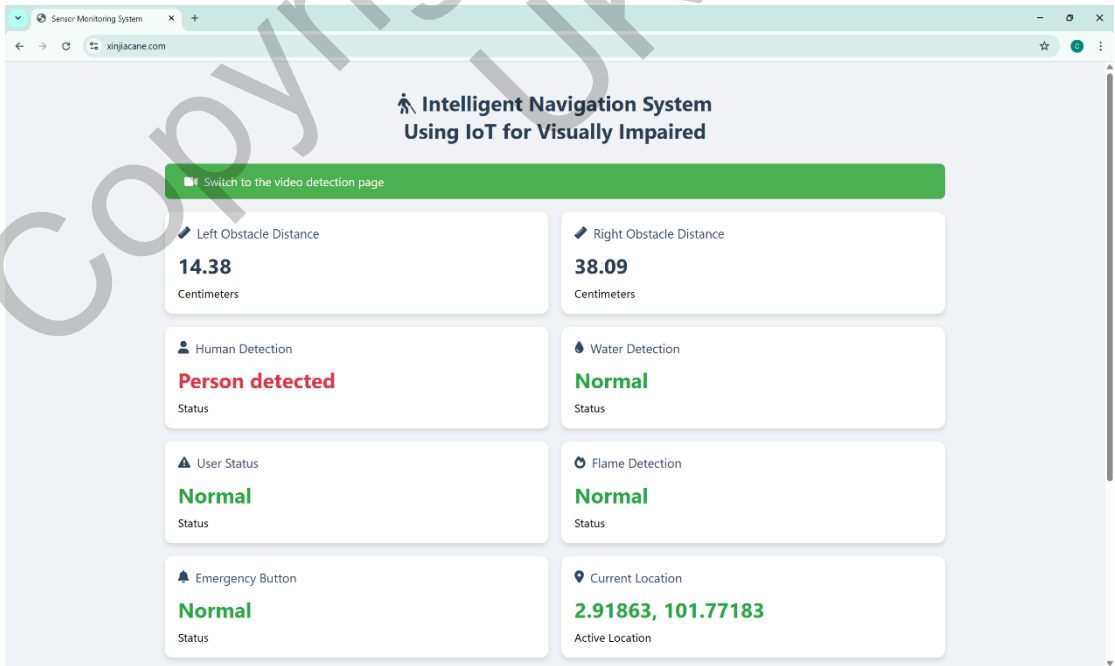 Sensor Monitoring System
xinjiacane.com
C
Intelligent Navigation System
Using IoT for Visually Impaired
Switch to the video detection page
Left Obstacle Distance
14.38
Centimeters
Right Obstacle Distance
38.09
Centimeters
Human Detection
Person detected
Status
Water Detection
Normal
Status
User Status
Normal
Status
Flame Detection
Normal
Status
Emergency Button
Normal
Status
Current Location
2.91863, 101.77183
Active Location